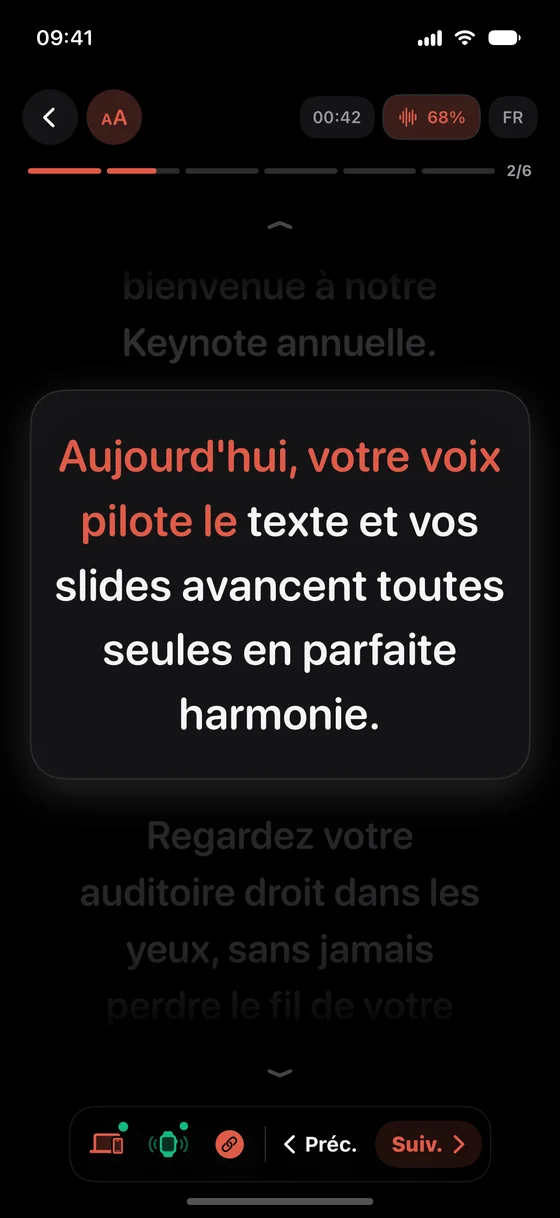 09:41
AA
00:42
68%
FR
2/6
bienvenue à notre
Keynote annuelle.
Aujourd'hui, votre voix
pilote le texte et vos
slides avancent toutes
seules en parfaite
harmonie.
Regardez votre
auditoire droit dans les
yeux, sans jamais
perdre le fil de votre
Préc.
Suiv.